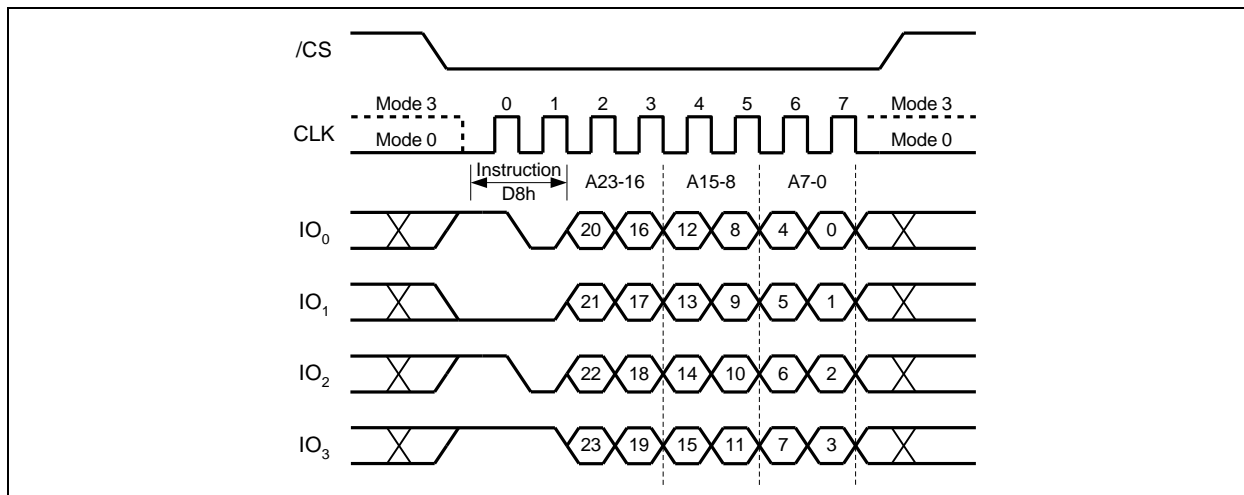 /CS
Mode 3 0 1 2 3 4 5 6 7 Mode 3
CLK
Mode 0 Mode 0
Instruction
D8h
A23-16 A15-8 A7-0
IO0 20 16 12 8 4 0
IO1 21 17 13 9 5 1
IO2 22 18 14 10 6 2
IO3 23 19 15 11 7 3